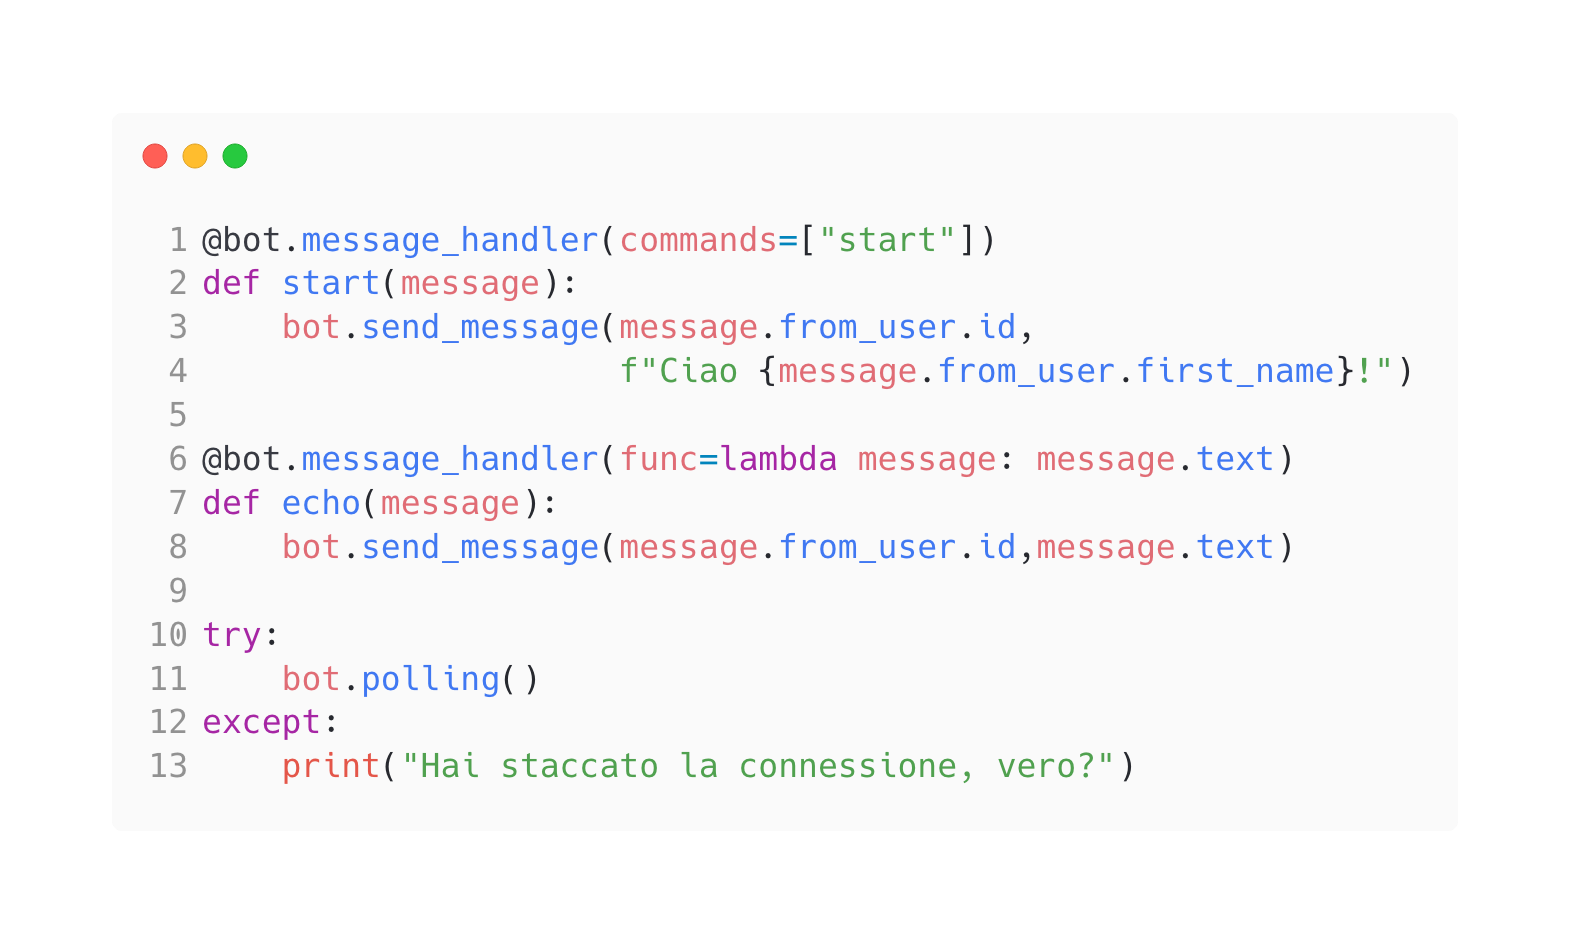 1 @bot.message_handler(commands=["start"])
2 def start(message):
3     bot.send_message(message.from_user.id,
4                      f"Ciao {message.from_user.first_name}!")
5
6 @bot.message_handler(func=lambda message: message.text)
7 def echo(message):
8     bot.send_message(message.from_user.id,message.text)
9
10 try:
11     bot.polling()
12 except:
13     print("Hai staccato la connessione, vero?")